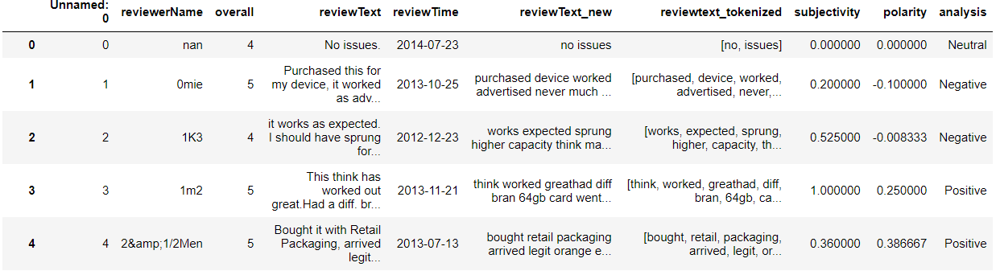 Unnamed: 0 reviewerName overall reviewText reviewTime reviewText_new reviewtext_tokenized subjectivity polarity analysis
0 0 nan 4 No issues. 2014-07-23 no issues [no, issues] 0.000000 0.000000 Neutral
Purchased this for
1 1 0mie 5 my device, it worked 2013-10-25 purchased device worked [purchased, device, worked, 0.200000 -0.100000 Negative
as adv... advertised never much ... advertised, never,...
it works as expected.
2 2 1K3 4 I should have sprung 2012-12-23 works expected sprung [works, expected, sprung, 0.525000 -0.008333 Negative
for... higher capacity think ma... higher, capacity, th...
This think has
3 3 1m2 5 worked out 2013-11-21 think worked greathad diff [think, worked, greathad, diff, 1.000000 0.250000 Positive
great.Had a diff. br... bran 64gb card went... bran, 64gb, ca...
Bought it with Retail
4 4 2&amp;1/2Men 5 Packaging, arrived 2013-07-13 bought retail packaging [bought, retail, packaging, 0.360000 0.386667 Positive
legit... arrived legit orange e... arrived, legit, or...